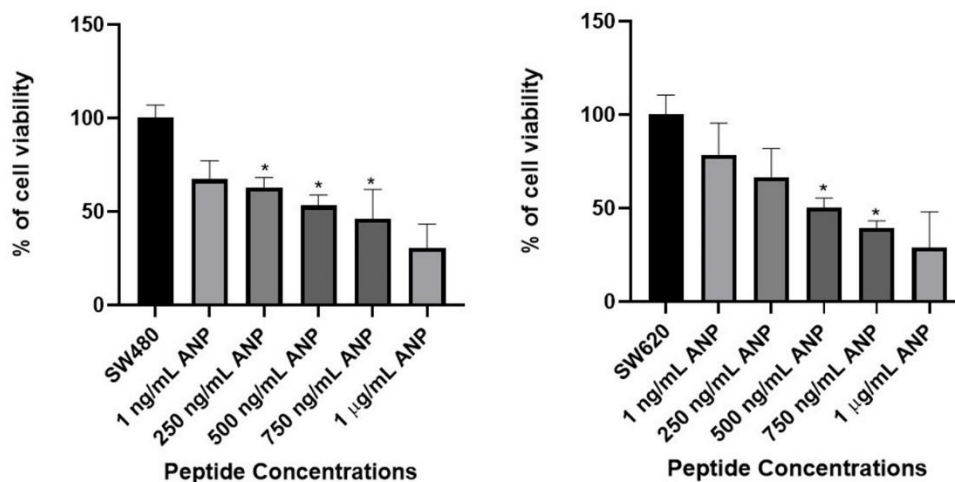 % of cell viability
150
100
50
0
* * *
SW480
1 ng/mL ANP
250 ng/mL ANP
500 ng/mL ANP
750 ng/mL ANP
1 μg/mL ANP
Peptide Concentrations
% of cell viability
150
100
50
0
* *
SW620
1 ng/mL ANP
250 ng/mL ANP
500 ng/mL ANP
750 ng/mL ANP
1 μg/mL ANP
Peptide Concentrations